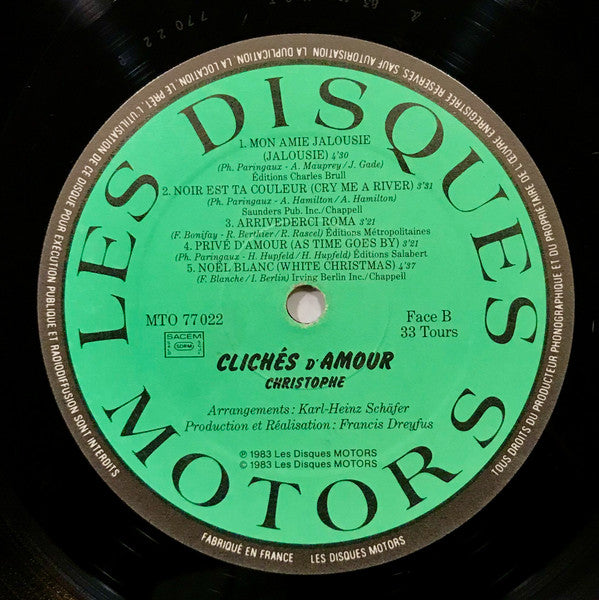 LES DISQUES MOTORS
1. MON AMIE JALOUSIE
(JALOUSIE) 4'30
(Ph. Paringaux - A. Mauprey / J. Gade)
Éditions Charles Brull
2. NOIR EST TA COULEUR (CRY ME A RIVER) 3'31
(Ph. Paringaux - A. Hamilton / A. Hamilton)
Saunders Pub. Inc./Chappell
3. ARRIVEDERCI ROMA 3'21
(F. Bonifay - R. Berthier / R. Rascel) Éditions Métropolitaines
4. PRIVÉ D'AMOUR (AS TIME GOES BY) 3'21
(Ph. Paringaux - H. Hupfeld / H. Hupfeld) Éditions Salabert
5. NOËL BLANC (WHITE CHRISTMAS) 4'37
(F. Blanche / I. Berlin) Irving Berlin Inc./Chappell
MTO 77022
Face B
33 Tours
SACEM
SDRM
CLICHÉS D'AMOUR
CHRISTOPHE
Arrangements : Karl-Heinz Schäfer
Production et Réalisation : Francis Dreyfus
℗ 1983 Les Disques MOTORS
© 1983 Les Disques MOTORS
TOUS DROITS DU PRODUCTEUR PHONOGRAPHIQUE ET DU PROPRIÉTAIRE DE L'ŒUVRE ENREGISTRÉE RÉSERVÉS. SAUF AUTORISATION, LA DUPLICATION, LA LOCATION, LE PRÊT, L'UTILISATION DE CE DISQUE POUR EXÉCUTION PUBLIQUE ET RADIODIFFUSION SONT INTERDITS
FABRIQUÉ EN FRANCE LES DISQUES MOTORS